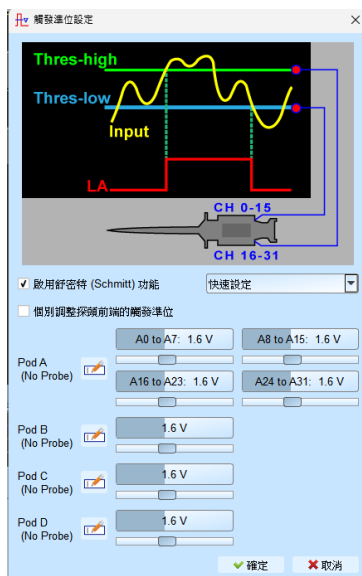 觸發準位設定
Thres-high
Thres-low
Input
LA
CH 0-15
CH 16-31
啟用舒密特 (Schmitt) 功能
快速設定
個別調整探頭前端的觸發準位
Pod A
(No Probe)
A0 to A7: 1.6 V
A8 to A15: 1.6 V
A16 to A23: 1.6 V
A24 to A31: 1.6 V
Pod B
(No Probe)
1.6 V
Pod C
(No Probe)
1.6 V
Pod D
(No Probe)
1.6 V
確定
取消